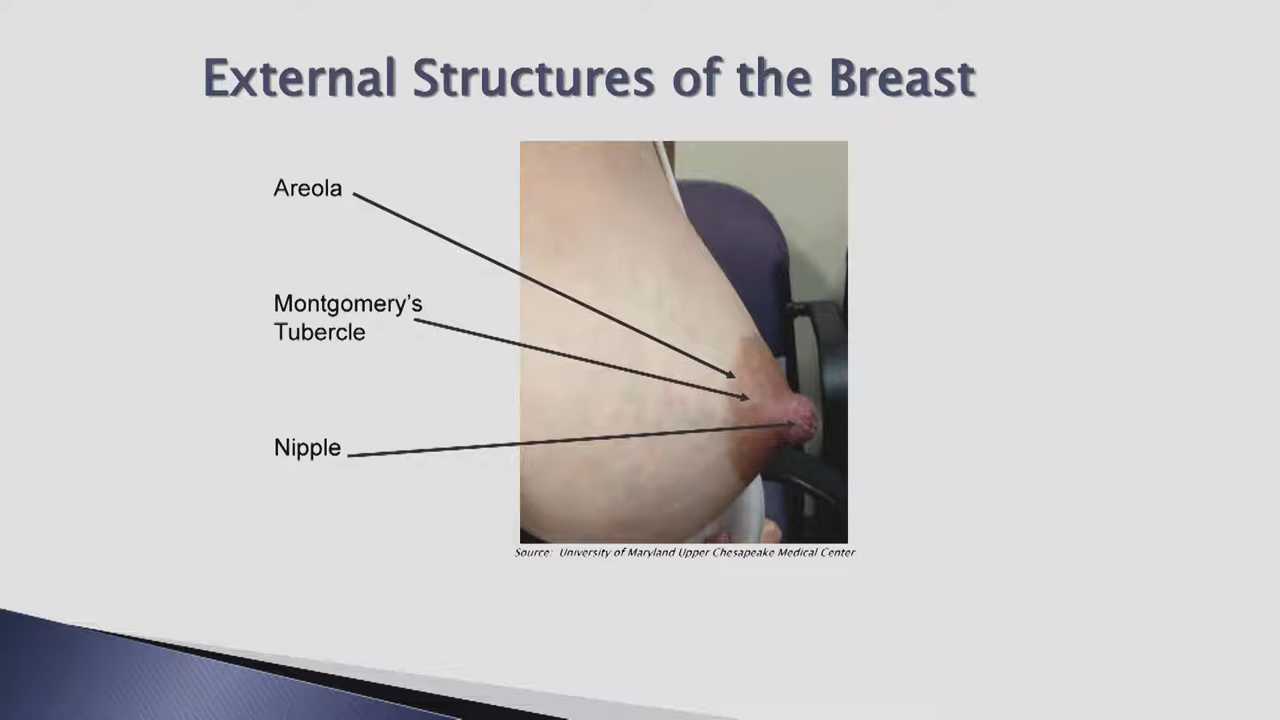 External Structures of the Breast
Areola
Montgomery's
Tubercle
Nipple
Source: University of Maryland Upper Chesapeake Medical Center